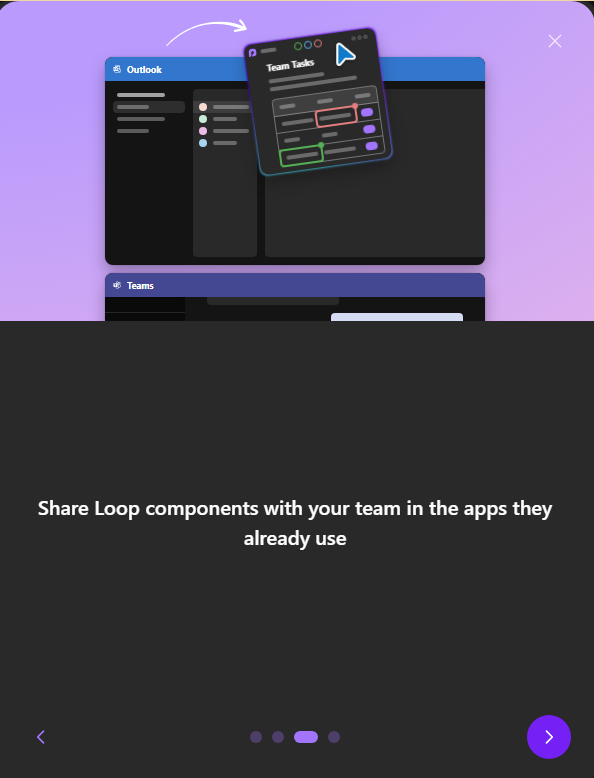 Outlook
Team Tasks
Teams
Share Loop components with your team in the apps they
already use